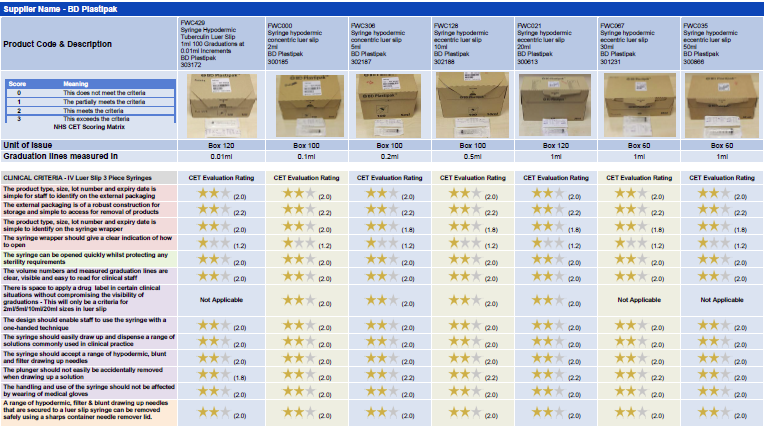 Supplier Name - BD Plastipak
Product Code & Description
FWC429
Syringe Hypodermic
Tuberculin Luer Slip
1ml 100 Graduations at
0.01ml Increments
BD Plastipak
303172
FWC000
Syringe hypodermic
concentric luer slip
2ml
BD Plastipak
300185
FWC306
Syringe hypodermic
concentric luer slip
5ml
BD Plastipak
302187
FWC128
Syringe hypodermic
eccentric luer slip
10ml
BD Plastipak
302188
FWC021
Syringe hypodermic
eccentric luer slip
20ml
BD Plastipak
300613
FWC067
Syringe hypodermic
eccentric luer slip
30ml
BD Plastipak
301231
FWC035
Syringe hypodermic
eccentric luer slip
50ml
BD Plastipak
300866
Score Meaning
0 This does not meet the criteria
1 The partially meets the criteria
2 This meets the criteria
3 This exceeds the criteria
NHS CET Scoring Matrix
Unit of Issue Box 120 Box 100 Box 100 Box 100 Box 120 Box 60 Box 60
Graduation lines measured in 0.01ml 0.1ml 0.2ml 0.5ml 1ml 1ml 1ml
CLINICAL CRITERIA - IV Luer Slip 3 Piece Syringes CET Evaluation Rating CET Evaluation Rating CET Evaluation Rating CET Evaluation Rating CET Evaluation Rating CET Evaluation Rating CET Evaluation Rating
The product type, size, lot number and expiry date is
simple for staff to identify on the external packaging
(2.0) (2.0) (2.0) (2.0) (2.0) (2.0) (2.0)
The external packaging is of a robust construction for
storage and simple to access for removal of products
(2.2) (2.2) (2.2) (2.2) (2.2) (2.2) (2.2)
The product type, size, lot number and expiry date is
simple to identify on the syringe wrapper
(2.0) (2.0) (1.8) (1.8) (1.8) (1.8) (1.8)
The syringe wrapper should give a clear indication of how
to open
(1.2) (1.2) (1.2) (1.2) (1.2) (1.2) (1.2)
The syringe can be opened quickly whilst protecting any
sterility requirements
(2.0) (2.0) (2.0) (2.0) (2.0) (2.0) (2.0)
The volume numbers and measured graduation lines are
clear, visible and easy to read for clinical staff
(2.0) (2.0) (2.0) (2.0) (2.0) (2.0) (2.0)
There is space to apply a drug label in certain clinical
situations without compromising the visibility of
graduations - This will only be a criteria for
2ml/5ml/10ml/20ml sizes in luer slip
Not Applicable (2.0) (2.0) (2.0) (2.0) Not Applicable Not Applicable
The design should enable staff to use the syringe with a
one-handed technique
(2.0) (2.0) (2.0) (2.0) (2.0) (2.0) (2.0)
The syringe should easily draw up and dispense a range of
solutions commonly used in clinical practice
(2.0) (2.0) (2.0) (2.0) (2.0) (2.0) (2.0)
The syringe should accept a range of hypodermic, blunt
and filter drawing up needles
(2.0) (2.0) (2.0) (2.0) (2.0) (2.0) (2.0)
The plunger should not easily be accidentally removed
when drawing up a solution
(1.8) (2.0) (2.2) (2.2) (2.2) (2.2) (2.2)
The handling and use of the syringe should not be affected
by wearing of medical gloves
(2.0) (2.0) (2.0) (2.0) (2.0) (2.0) (2.0)
A range of hypodermic, filter & blunt drawing up needles
that are secured to a luer slip syringe can be removed
safely using a sharps container needle remover lid.
(2.0) (2.0) (2.0) (2.0) (2.0) (2.0) (2.0)